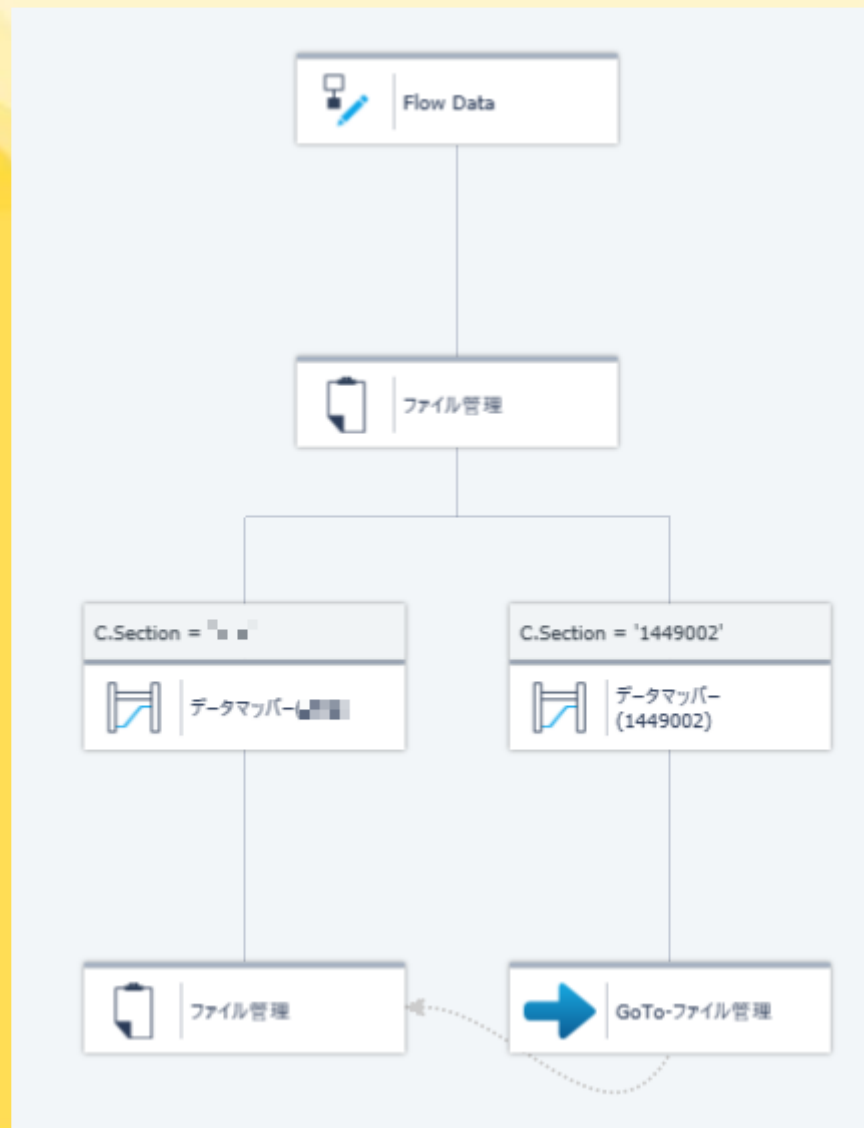 Flow Data
ファイル管理
C.Section =
C.Section = '1449002'
データマッパー(
データマッパー
(1449002)
ファイル管理
GoTo-ファイル管理